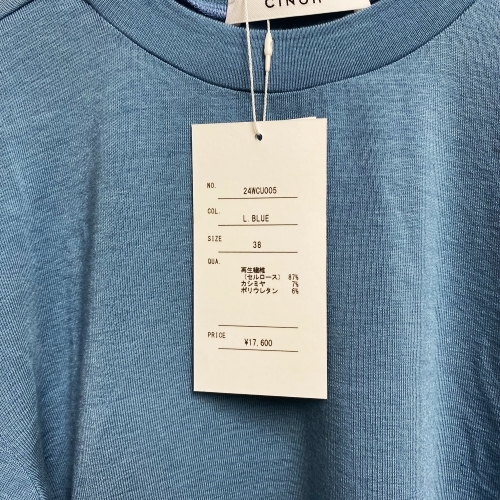 NO. 24WCU005
COL. L.BLUE
SIZE 38
QUA.
再生繊維
(セルロース) 87%
カシミヤ 7%
ポリウレタン 6%
PRICE ¥17,600